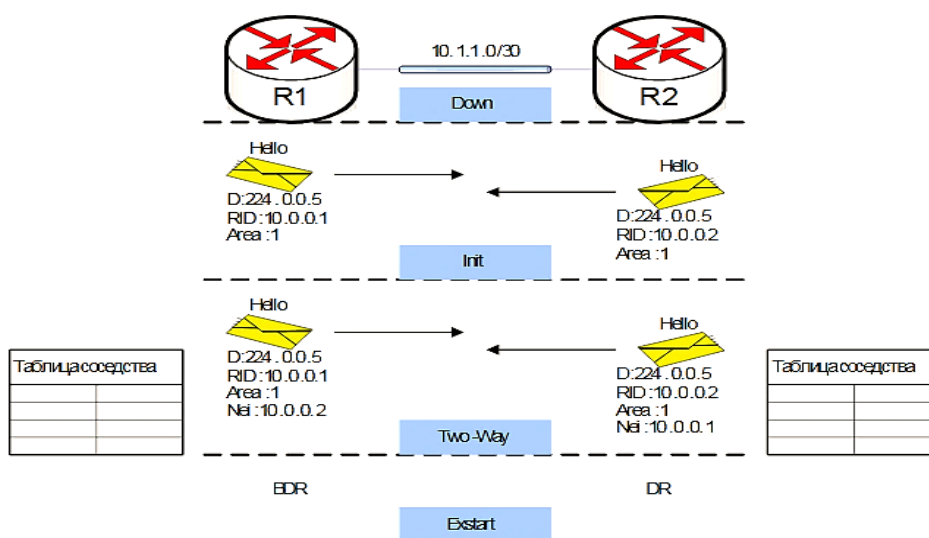 10.1.1.0/30
R1
R2
Down
Hello
D:224.0.0.5
RID:10.0.0.1
Area:1
Hello
D:224.0.0.5
RID:10.0.0.2
Area:1
Init
Hello
D:224.0.0.5
RID:10.0.0.1
Area:1
Nei:10.0.0.2
Hello
D:224.0.0.5
RID:10.0.0.2
Area:1
Nei:10.0.0.1
Таблица соседства
Таблица соседства
Two-Way
BDR
DR
Exstart